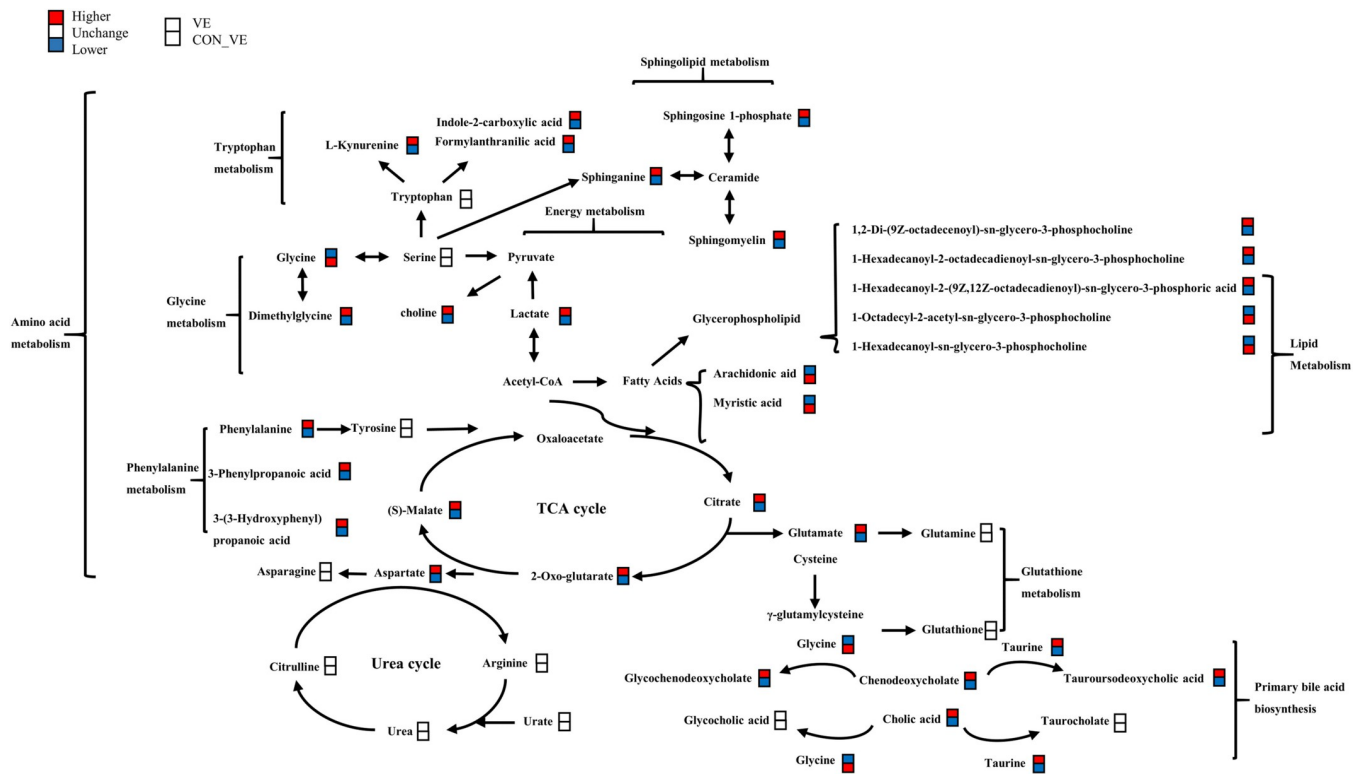 Higher
Unchange
Lower
VE
CON_VE
Sphingolipid metabolism
Sphingosine 1-phosphate
Indole-2-carboxylic acid
Formylanthranilic acid
L-Kynurenine
Tryptophan
metabolism
Sphinganine
Ceramide
Tryptophan
Energy metabolism
Sphingomyelin
1,2-Di-(9Z-octadecenoyl)-sn-glycero-3-phosphocholine
Glycine
Serine
Pyruvate
1-Hexadecanoyl-2-octadecadienoyl-sn-glycero-3-phosphocholine
1-Hexadecanoyl-2-(9Z,12Z-octadecadienoyl)-sn-glycero-3-phosphoric acid
Glycine
metabolism
Dimethylglycine
choline
Lactate
Glycerophospholipid
1-Octadecyl-2-acetyl-sn-glycero-3-phosphocholine
1-Hexadecanoyl-sn-glycero-3-phosphocholine
Amino acid
metabolism
Lipid
Metabolism
Acetyl-CoA
Fatty Acids
Arachidonic aid
Myristic acid
Phenylalanine
Tyrosine
Oxaloacetate
Phenylalanine
metabolism
3-Phenylpropanoic acid
3-(3-Hydroxyphenyl)
propanoic acid
(S)-Malate
TCA cycle
Citrate
Glutamate
Glutamine
Cysteine
Asparagine
Aspartate
2-Oxo-glutarate
Glutathione
metabolism
γ-glutamylcysteine
Glycine
Glutathione
Taurine
Citrulline
Urea cycle
Arginine
Glycochenodeoxycholate
Chenodeoxycholate
Tauroursodeoxycholic acid
Primary bile acid
biosynthesis
Urea
Urate
Glycocholic acid
Cholic acid
Taurocholate
Glycine
Taurine